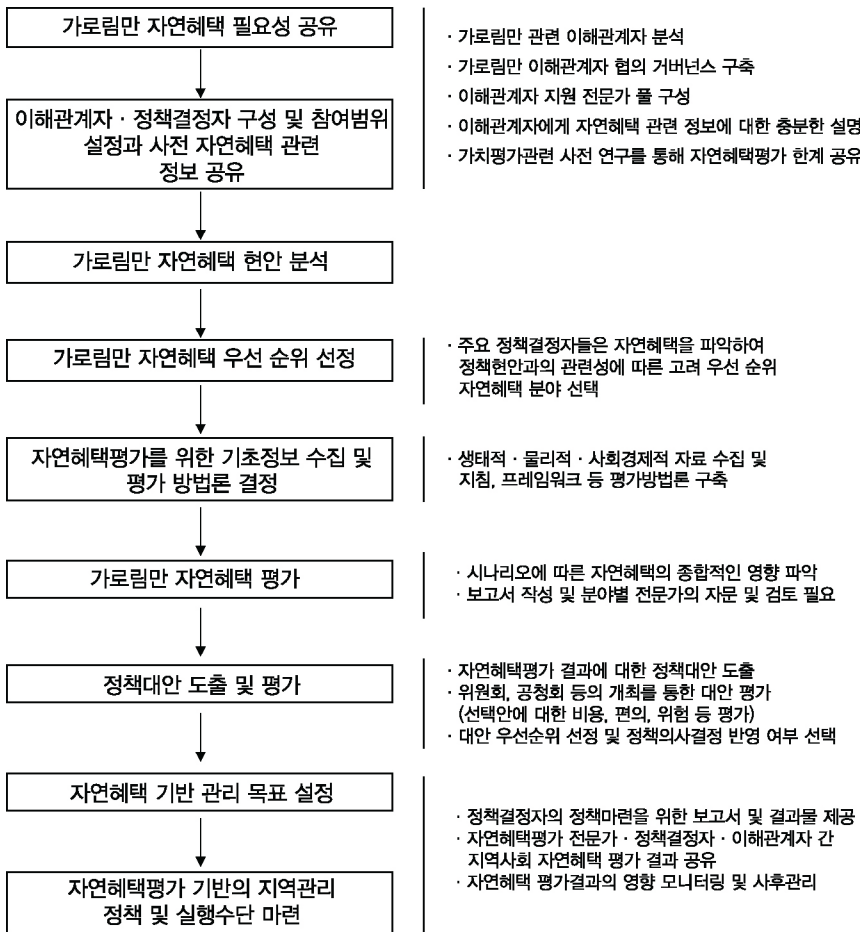 가로림만 자연혜택 필요성 공유
· 가로림만 관련 이해관계자 분석
· 가로림만 이해관계자 협의 거버넌스 구축
· 이해관계자 지원 전문가 풀 구성
· 이해관계자에게 자연혜택 관련 정보에 대한 충분한 설명
· 가치평가관련 사전 연구를 통해 자연혜택평가 한계 공유
이해관계자 · 정책결정자 구성 및 참여범위
설정과 사전 자연혜택 관련
정보 공유
가로림만 자연혜택 현안 분석
가로림만 자연혜택 우선 순위 선정
· 주요 정책결정자들은 자연혜택을 파악하여
정책현안과의 관련성에 따른 고려 우선 순위
자연혜택 분야 선택
자연혜택평가를 위한 기초정보 수집 및
평가 방법론 결정
· 생태적 · 물리적 · 사회경제적 자료 수집 및
지침, 프레임워크 등 평가방법론 구축
가로림만 자연혜택 평가
· 시나리오에 따른 자연혜택의 종합적인 영향 파악
· 보고서 작성 및 분야별 전문가의 자문 및 검토 필요
정책대안 도출 및 평가
· 자연혜택평가 결과에 대한 정책대안 도출
· 위원회, 공청회 등의 개최를 통한 대안 평가
(선택안에 대한 비용, 편의, 위험 등 평가)
· 대안 우선순위 선정 및 정책의사결정 반영 여부 선택
자연혜택 기반 관리 목표 설정
· 정책결정자의 정책마련을 위한 보고서 및 결과물 제공
· 자연혜택평가 전문가 · 정책결정자 · 이해관계자 간
지역사회 자연혜택 평가 결과 공유
· 자연혜택 평가결과의 영향 모니터링 및 사후관리
자연혜택평가 기반의 지역관리
정책 및 실행수단 마련